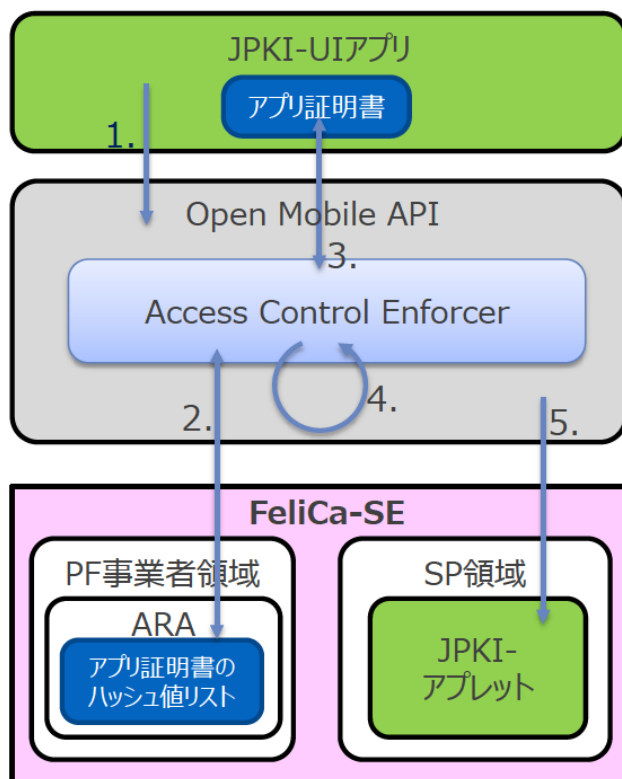 JPKI-UIアプリ
アプリ証明書
1.
Open Mobile API
3.
Access Control Enforcer
2.
4.
5.
FeliCa-SE
PF事業者領域
ARA
アプリ証明書の
ハッシュ値リスト
SP領域
JPKI-
アプレット